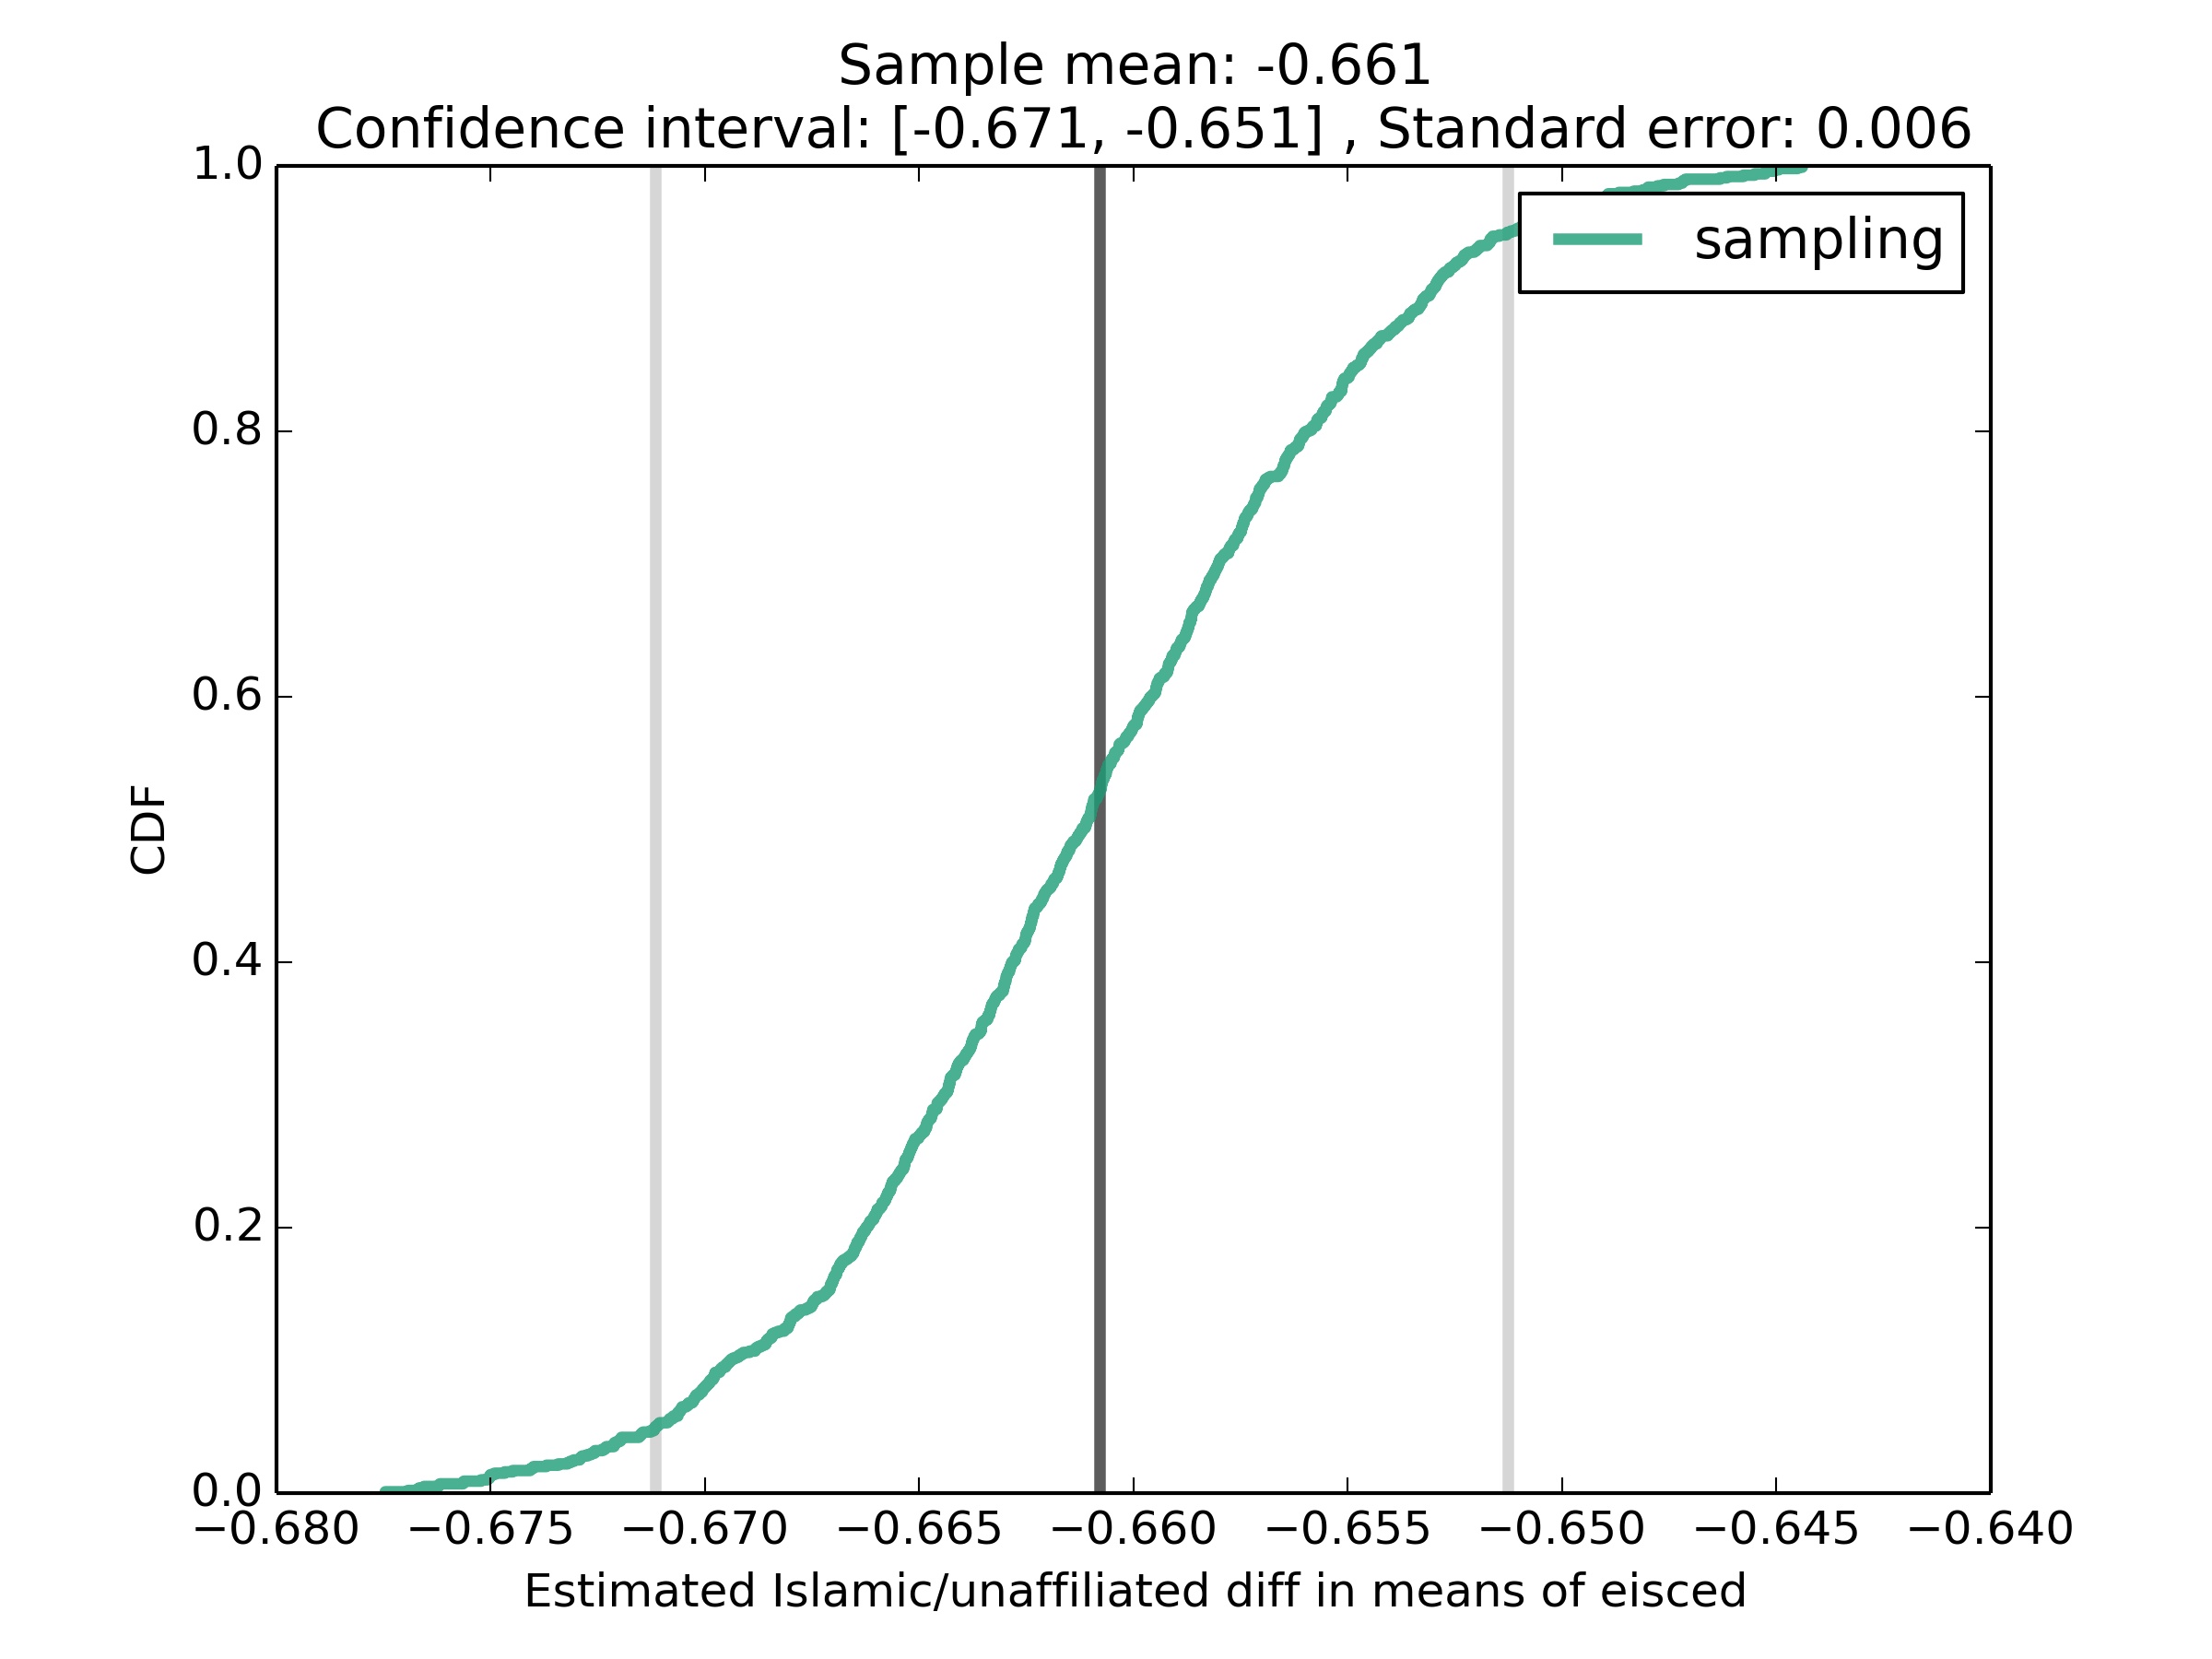 Sample mean: -0.661
Confidence interval: [-0.671, -0.651] , Standard error: 0.006
1.0
sampling
0.8
0.6
CDF
0.4
0.2
0.0
−0.680 −0.675 −0.670 −0.665 −0.660 −0.655 −0.650 −0.645 −0.640
Estimated Islamic/unaffiliated diff in means of eisced